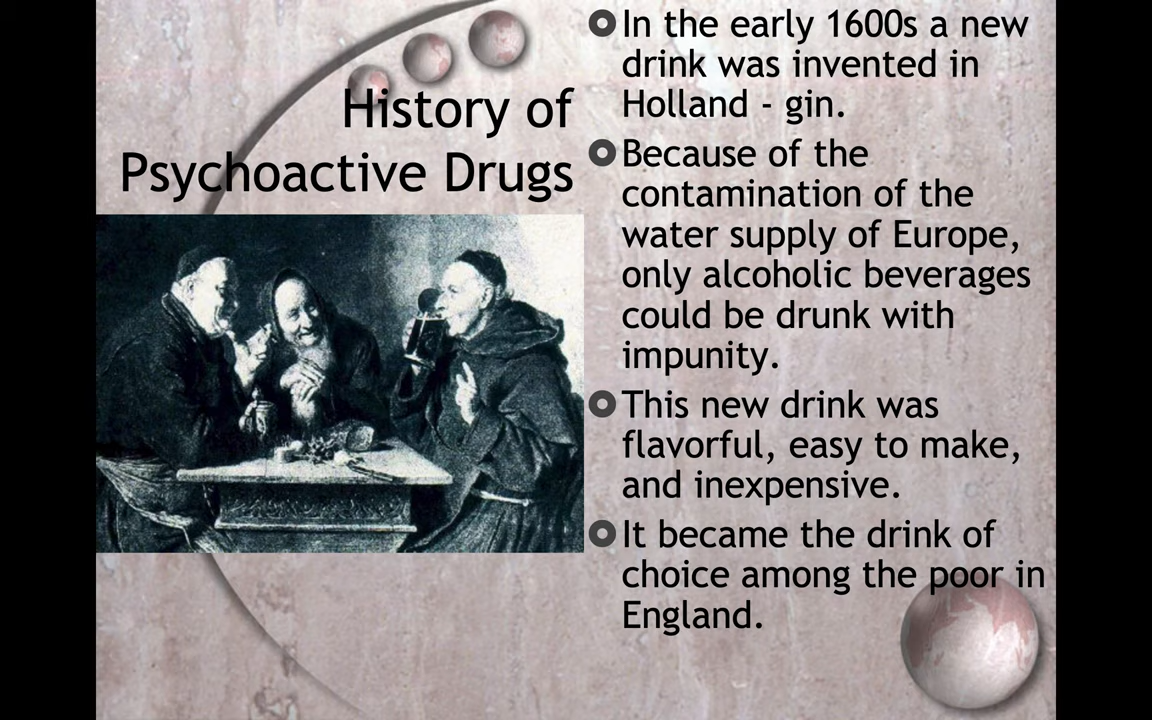 History of
Psychoactive Drugs
In the early 1600s a new
drink was invented in
Holland - gin.
Because of the
contamination of the
water supply of Europe,
only alcoholic beverages
could be drunk with
impunity.
This new drink was
flavorful, easy to make,
and inexpensive.
It became the drink of
choice among the poor in
England.